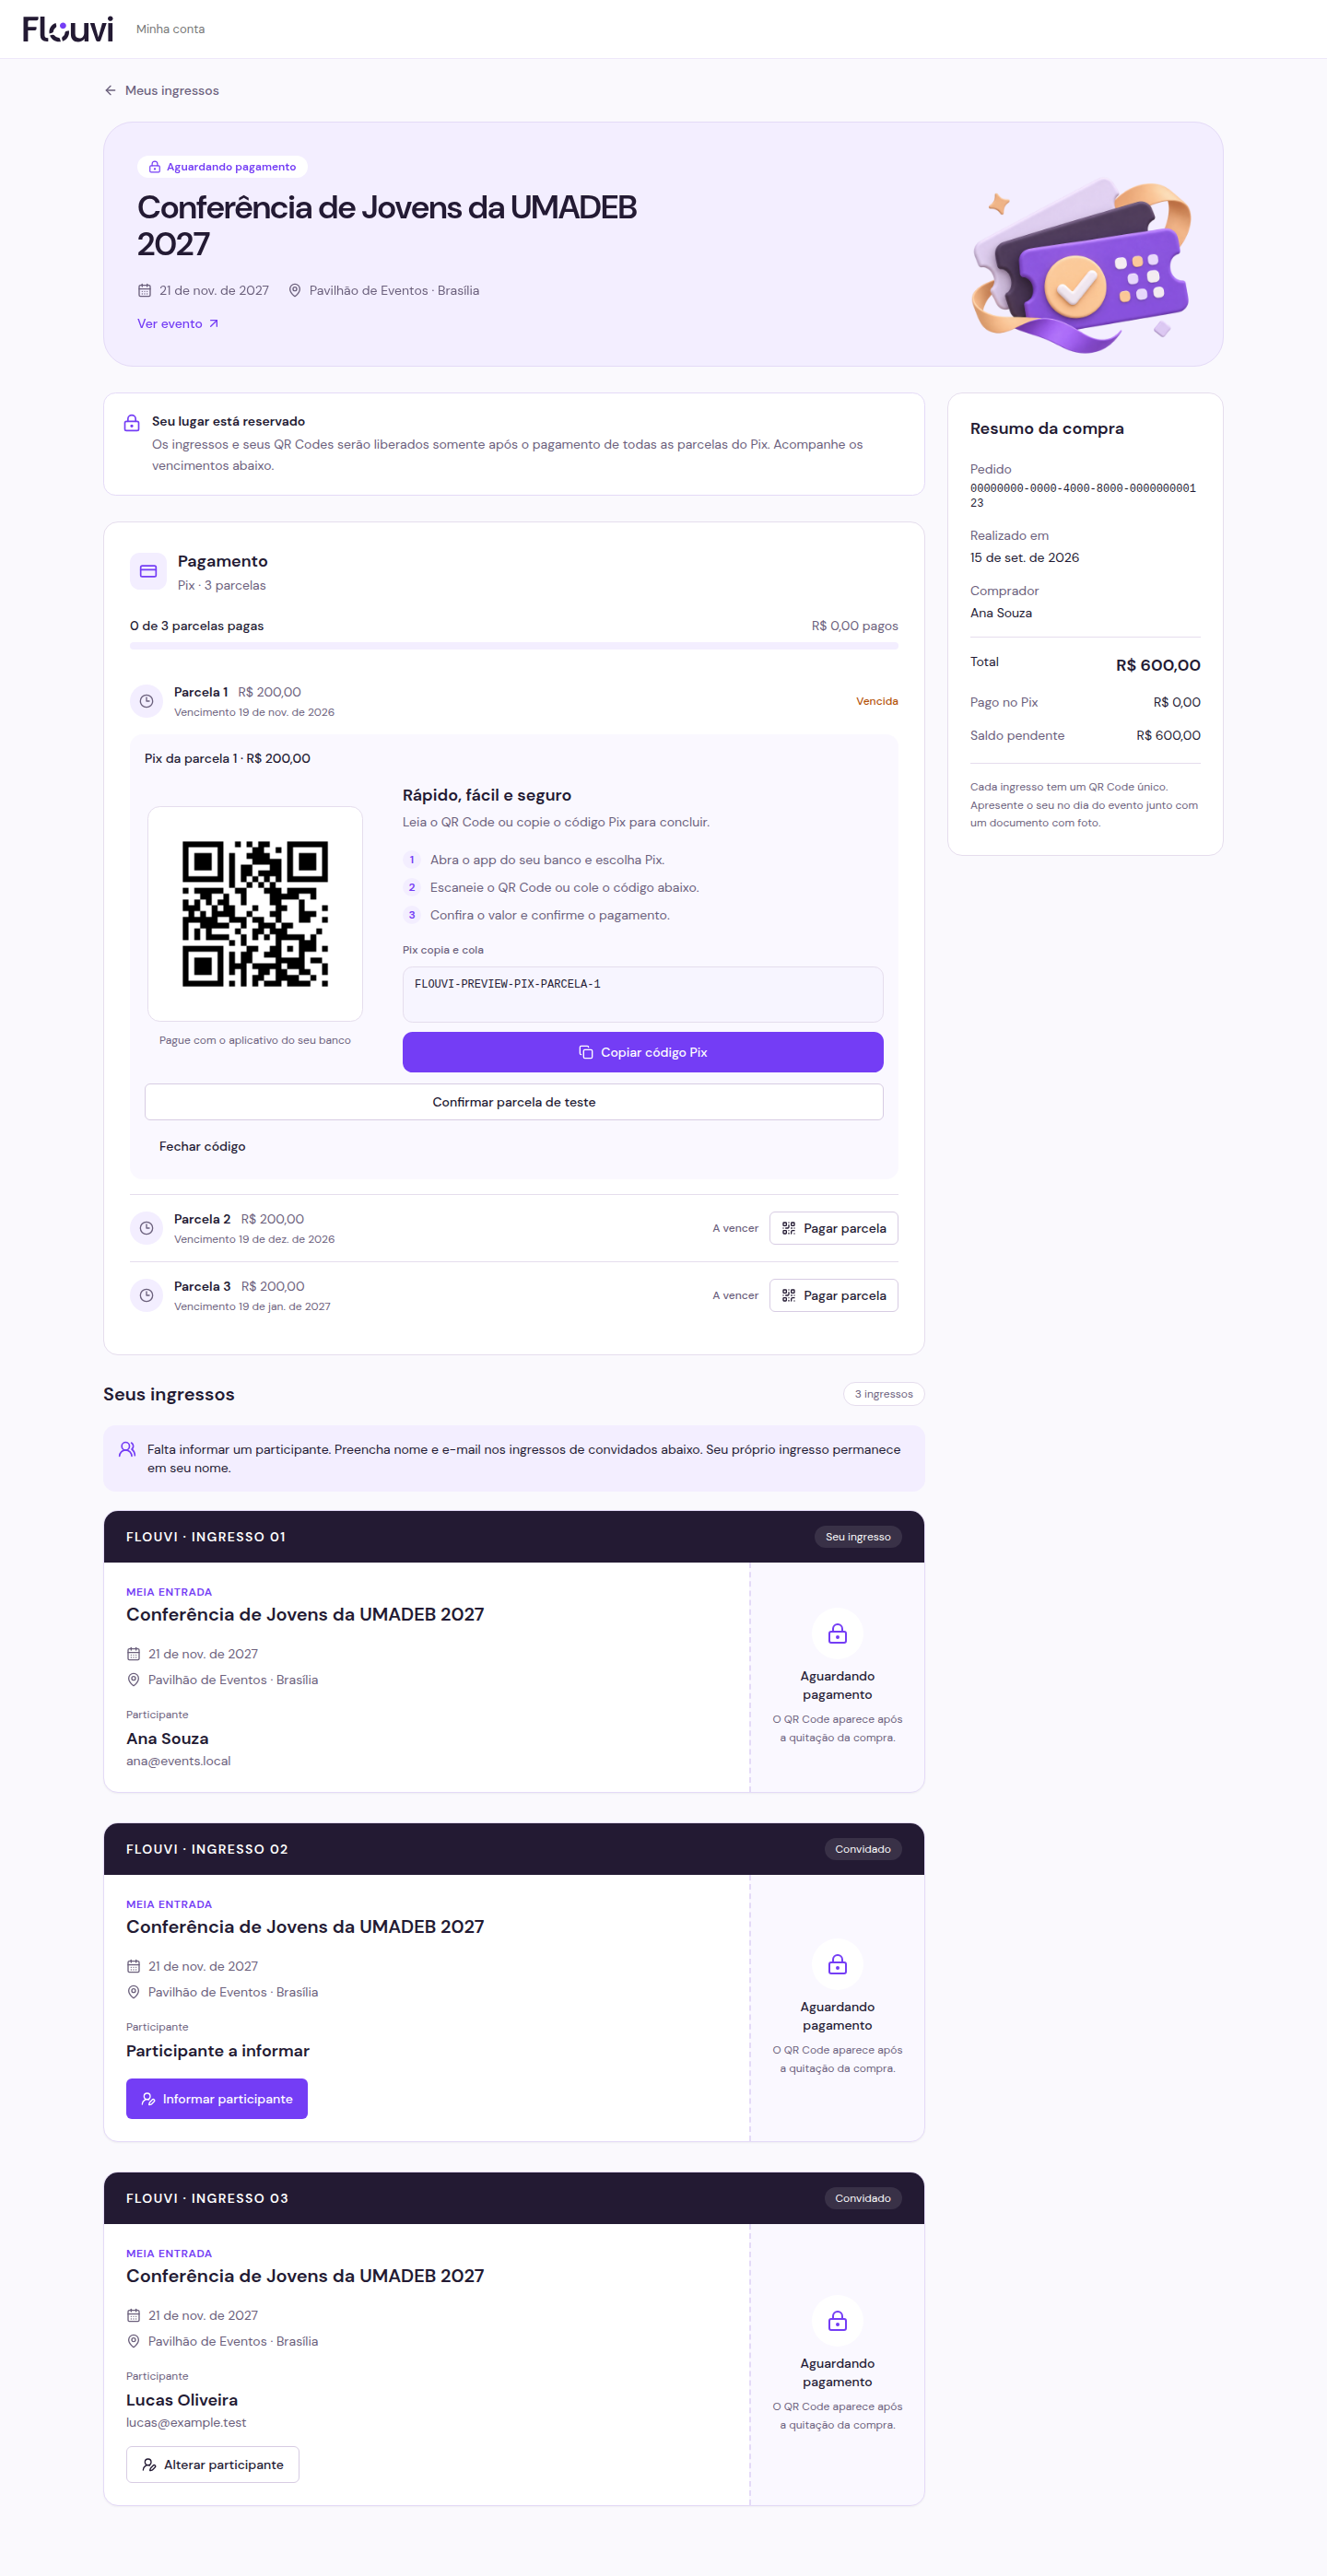 Flouvi
Minha conta
Meus ingressos
Aguardando pagamento
Conferência de Jovens da UMADEB
2027
21 de nov. de 2027
Pavilhão de Eventos · Brasília
Ver evento
Seu lugar está reservado
Os ingressos e seus QR Codes serão liberados somente após o pagamento de todas as parcelas do Pix. Acompanhe os
vencimentos abaixo.
Pagamento
Pix · 3 parcelas
0 de 3 parcelas pagas
R$ 0,00 pagos
Parcela 1 R$ 200,00
Vencimento 19 de nov. de 2026
Vencida
Pix da parcela 1 · R$ 200,00
Rápido, fácil e seguro
Leia o QR Code ou copie o código Pix para concluir.
1 Abra o app do seu banco e escolha Pix.
2 Escaneie o QR Code ou cole o código abaixo.
3 Confira o valor e confirme o pagamento.
Pix copia e cola
FLOUVI-PREVIEW-PIX-PARCELA-1
Pague com o aplicativo do seu banco
Copiar código Pix
Confirmar parcela de teste
Fechar código
Parcela 2 R$ 200,00
Vencimento 19 de dez. de 2026
A vencer
Pagar parcela
Parcela 3 R$ 200,00
Vencimento 19 de jan. de 2027
A vencer
Pagar parcela
Resumo da compra
Pedido
00000000-0000-4000-8000-0000000001
23
Realizado em
15 de set. de 2026
Comprador
Ana Souza
Total R$ 600,00
Pago no Pix R$ 0,00
Saldo pendente R$ 600,00
Cada ingresso tem um QR Code único.
Apresente o seu no dia do evento junto com
um documento com foto.
Seus ingressos
3 ingressos
Falta informar um participante. Preencha nome e e-mail nos ingressos de convidados abaixo. Seu próprio ingresso permanece
em seu nome.
FLOUVI · INGRESSO 01
Seu ingresso
MEIA ENTRADA
Conferência de Jovens da UMADEB 2027
21 de nov. de 2027
Pavilhão de Eventos · Brasília
Participante
Ana Souza
ana@events.local
Aguardando
pagamento
O QR Code aparece após
a quitação da compra.
FLOUVI · INGRESSO 02
Convidado
MEIA ENTRADA
Conferência de Jovens da UMADEB 2027
21 de nov. de 2027
Pavilhão de Eventos · Brasília
Participante
Participante a informar
Informar participante
Aguardando
pagamento
O QR Code aparece após
a quitação da compra.
FLOUVI · INGRESSO 03
Convidado
MEIA ENTRADA
Conferência de Jovens da UMADEB 2027
21 de nov. de 2027
Pavilhão de Eventos · Brasília
Participante
Lucas Oliveira
lucas@example.test
Alterar participante
Aguardando
pagamento
O QR Code aparece após
a quitação da compra.